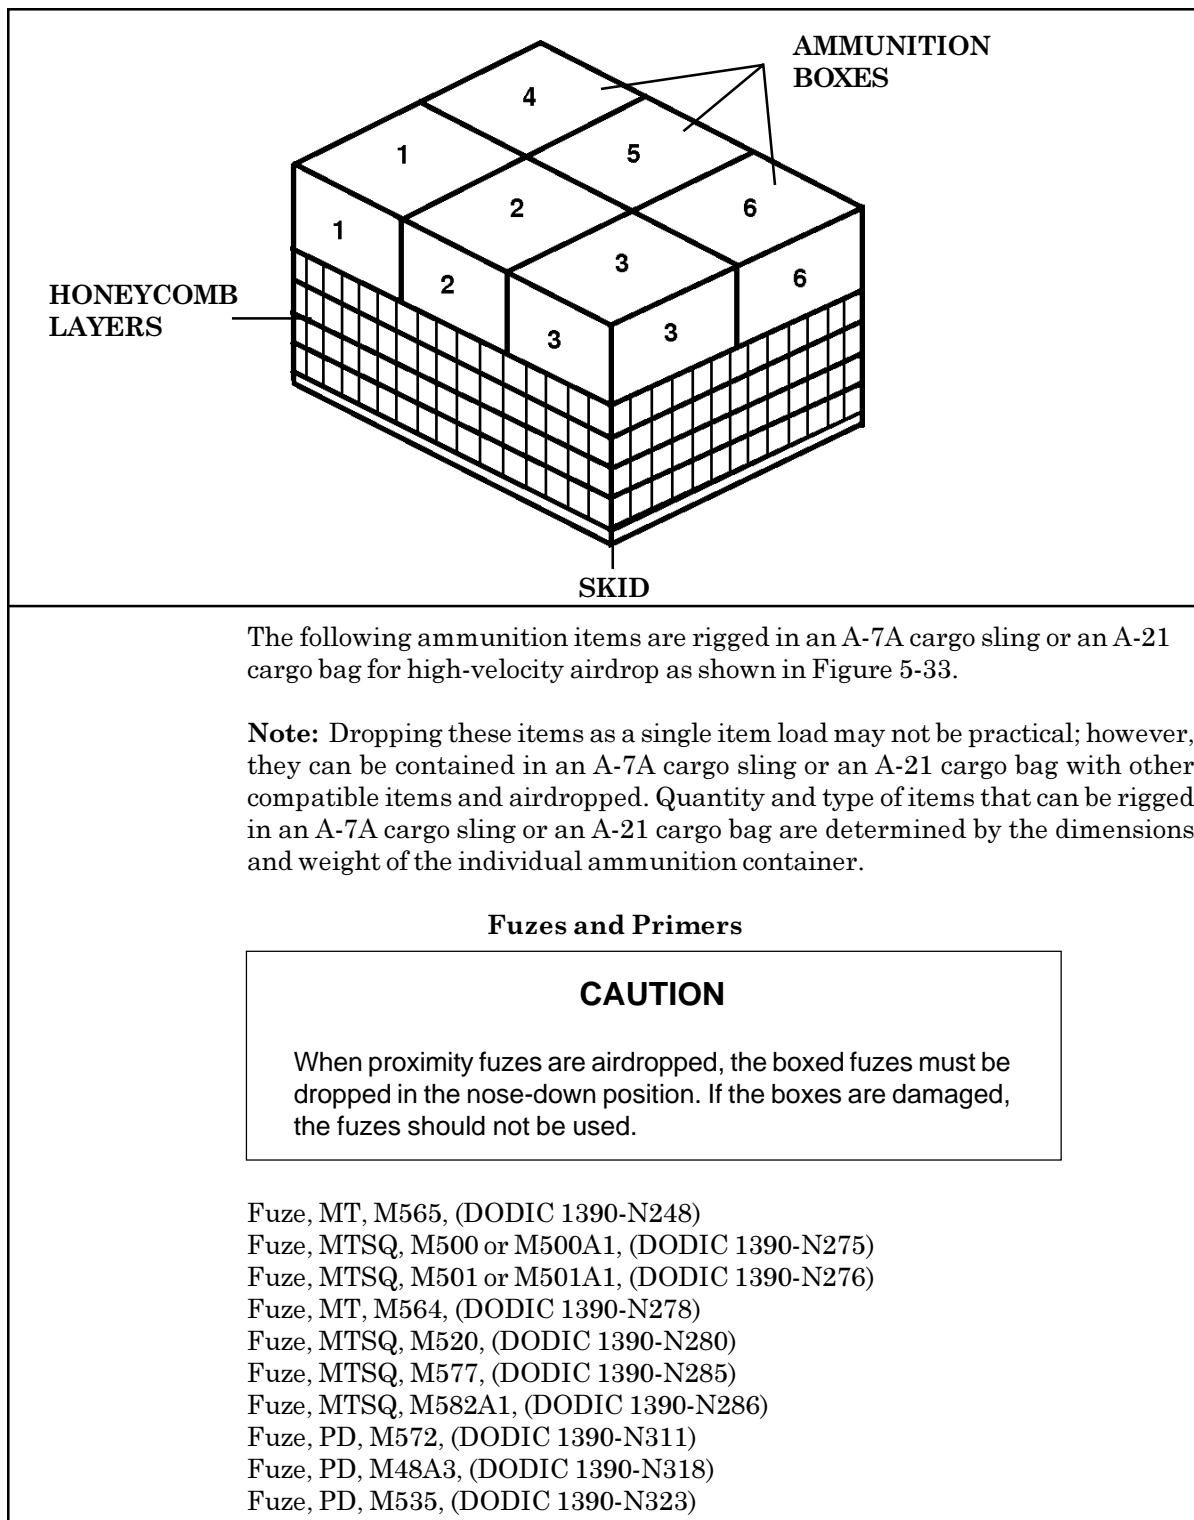 AMMUNITION
BOXES
4
1
5
2
6
1
3
2
6
HONEYCOMB
LAYERS
3
3
SKID
The following ammunition items are rigged in an A-7A cargo sling or an A-21
cargo bag for high-velocity airdrop as shown in Figure 5-33.
Note: Dropping these items as a single item load may not be practical; however,
they can be contained in an A-7A cargo sling or an A-21 cargo bag with other
compatible items and airdropped. Quantity and type of items that can be rigged
in an A-7A cargo sling or an A-21 cargo bag are determined by the dimensions
and weight of the individual ammunition container.
Fuzes and Primers
CAUTION
When proximity fuzes are airdropped, the boxed fuzes must be
dropped in the nose-down position. If the boxes are damaged,
the fuzes should not be used.
Fuze, MT, M565, (DODIC 1390-N248)
Fuze, MTSQ, M500 or M500A1, (DODIC 1390-N275)
Fuze, MTSQ, M501 or M501A1, (DODIC 1390-N276)
Fuze, MT, M564, (DODIC 1390-N278)
Fuze, MTSQ, M520, (DODIC 1390-N280)
Fuze, MTSQ, M577, (DODIC 1390-N285)
Fuze, MTSQ, M582A1, (DODIC 1390-N286)
Fuze, PD, M572, (DODIC 1390-N311)
Fuze, PD, M48A3, (DODIC 1390-N318)
Fuze, PD, M535, (DODIC 1390-N323)